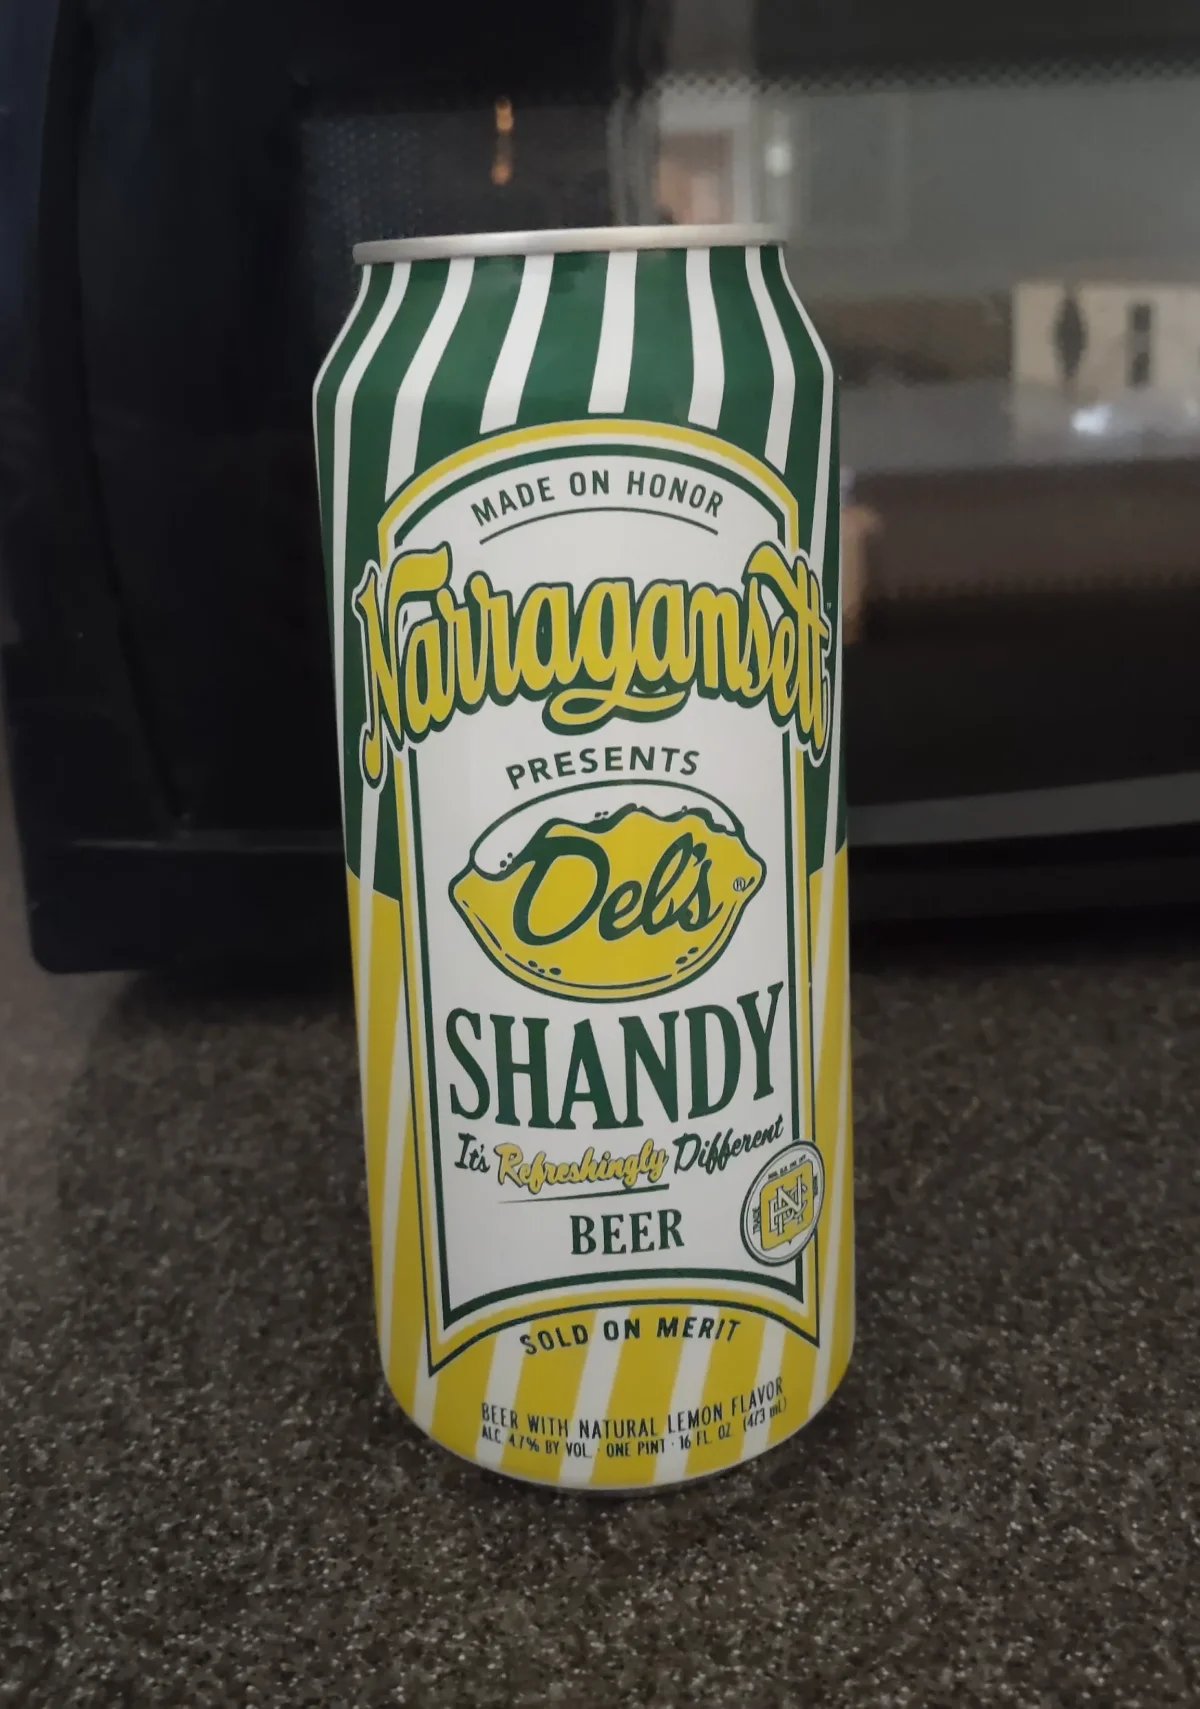 MADE ON HONOR
Narragansett
PRESENTS
Del's ®
SHANDY
It's Refreshingly Different
BEER
TRADE
SOLD ON MERIT
BEER WITH NATURAL LEMON FLAVOR
ALC 4.7% BY VOL. · ONE PINT · 16 FL. OZ. (473 mL)